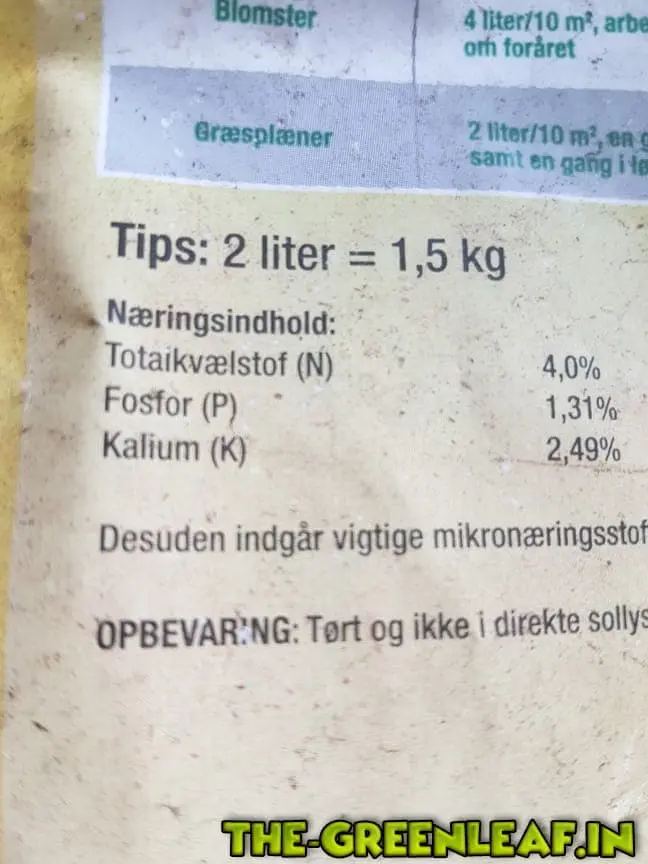 Blomster
4 liter/10 m², arbe
om foråret
Græsplæner
2 liter/10 m², en g
samt en gang i lø
Tips: 2 liter = 1,5 kg
Næringsindhold:
Totalkvælstof (N) 4,0%
Fosfor (P) 1,31%
Kalium (K) 2,49%
Desuden indgår vigtige mikronæringsstof
OPBEVARING: Tørt og ikke i direkte sollys
THE-GREENLEAF.IN